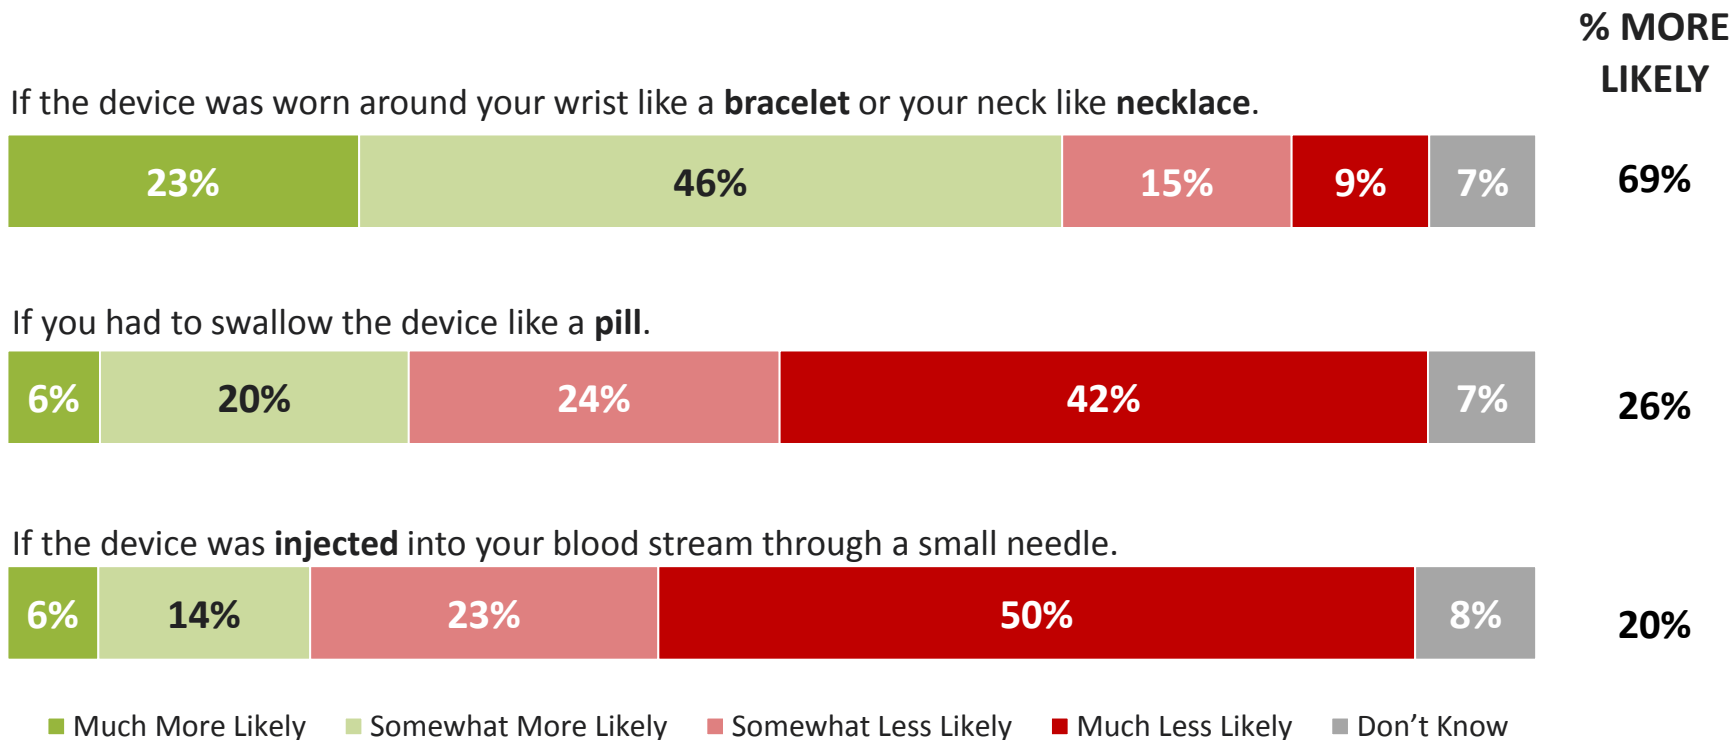 % MORE
LIKELY
If the device was worn around your wrist like a bracelet or your neck like necklace.
23% 46% 15% 9% 7% 69%
If you had to swallow the device like a pill.
6% 20% 24% 42% 7% 26%
If the device was injected into your blood stream through a small needle.
6% 14% 23% 50% 8% 20%
Much More Likely Somewhat More Likely Somewhat Less Likely Much Less Likely Don’t Know